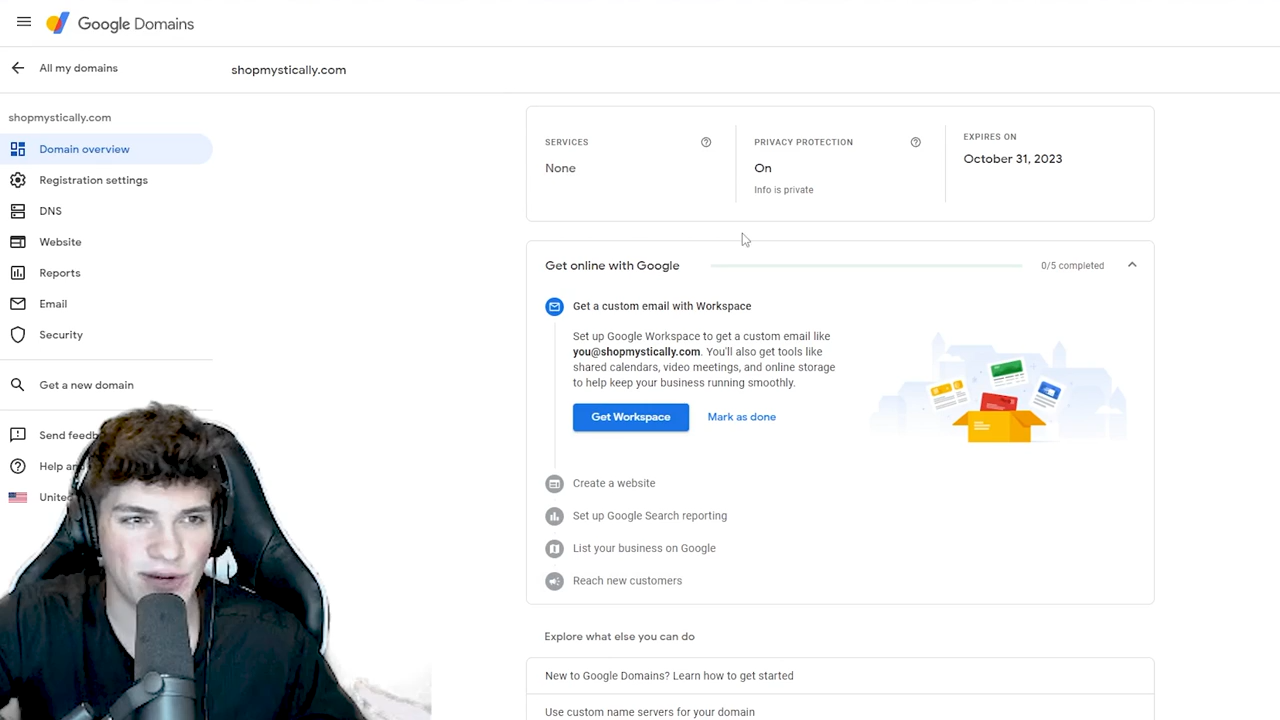 Google Domains
All my domains
shopmystically.com
shopmystically.com
Domain overview
Registration settings
DNS
Website
Reports
Email
Security
Get a new domain
Send feedb
Help an
Unite
SERVICES
None
PRIVACY PROTECTION
On
Info is private
EXPIRES ON
October 31, 2023
Get online with Google
0/5 completed
Get a custom email with Workspace
Set up Google Workspace to get a custom email like
you@shopmystically.com. You'll also get tools like
shared calendars, video meetings, and online storage
to help keep your business running smoothly.
Get Workspace
Mark as done
Create a website
Set up Google Search reporting
List your business on Google
Reach new customers
Explore what else you can do
New to Google Domains? Learn how to get started
Use custom name servers for your domain